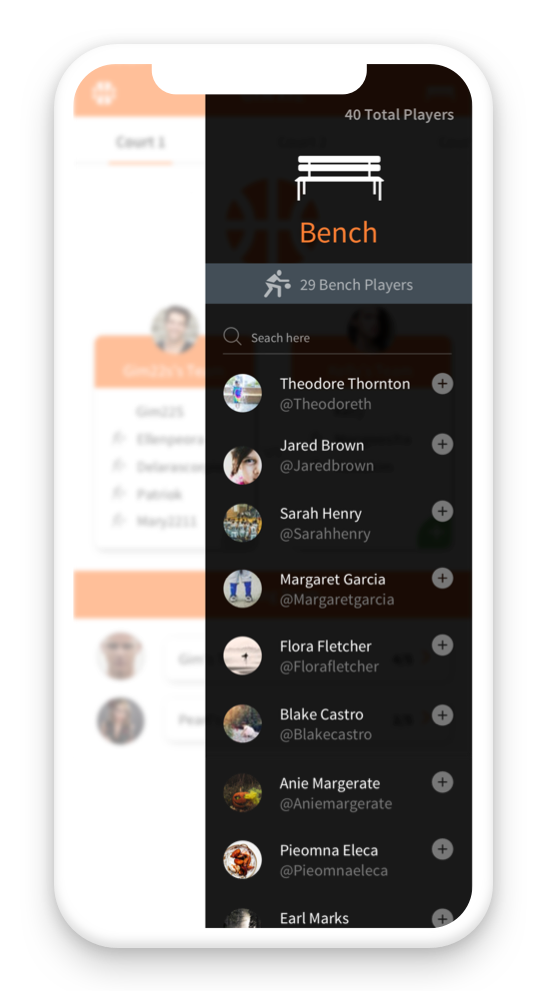 40 Total Players
Court 1
Bench
29 Bench Players
Seach here
Theodore Thornton
@Theodoreth
Jared Brown
@Jaredbrown
Sarah Henry
@Sarahhenry
Margaret Garcia
@Margaretgarcia
Flora Fletcher
@Florafletcher
Blake Castro
@Blakecastro
Anie Margerate
@Aniemargerate
Pieomna Eleca
@Pieomnaeleca
Earl Marks
Gim225
Ellenpeora
Patriok
Mary2211